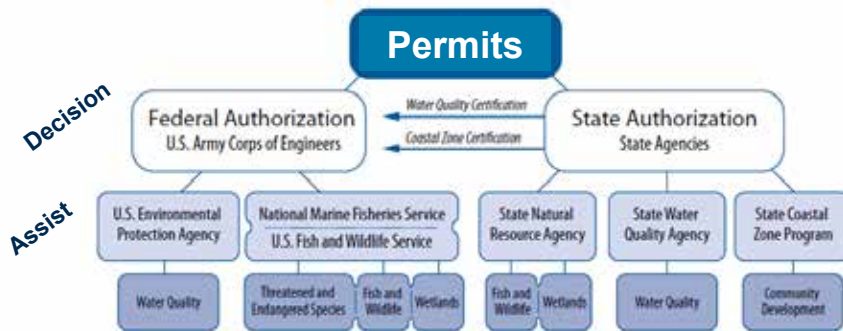 Permits
Decision
Federal Authorization
U.S. Army Corps of Engineers
Water Quality Certification
Coastal Zone Certification
State Authorization
State Agencies
Assist
U.S. Environmental
Protection Agency
National Marine Fisheries Service
U.S. Fish and Wildlife Service
State Natural
Resource Agency
State Water
Quality Agency
State Coastal
Zone Program
Water Quality
Threatened and
Endangered Species
Fish and
Wildlife
Wetlands
Fish and
Wildlife
Wetlands
Water Quality
Community
Development